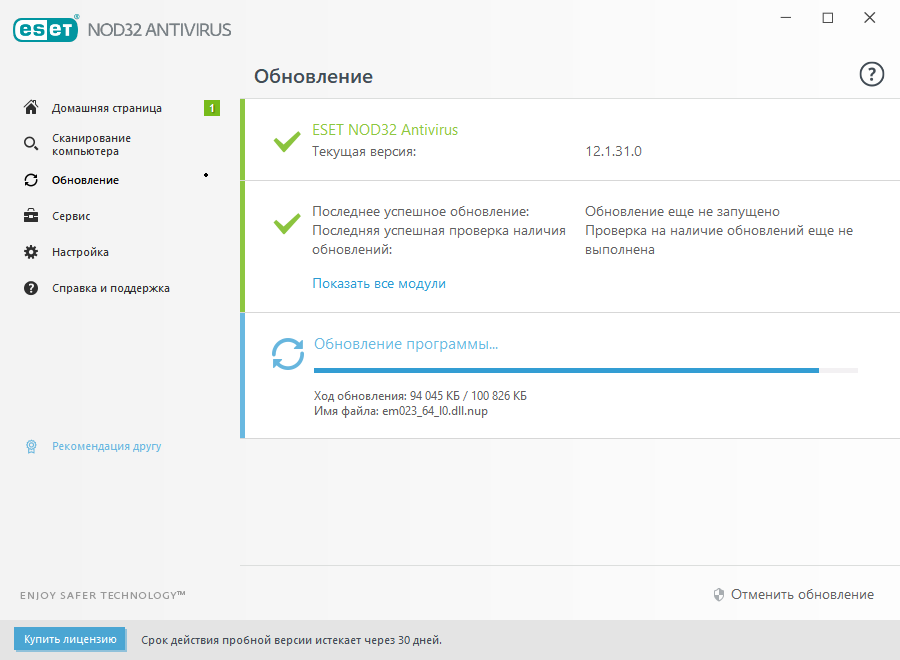 eset® NOD32 ANTIVIRUS
Обновление
?
Домашняя страница 1
Сканирование
компьютера
Обновление
Сервис
Настройка
Справка и поддержка
Рекомендация другу
ESET NOD32 Antivirus
Текущая версия: 12.1.31.0
Последнее успешное обновление: Обновление еще не запущено
Последняя успешная проверка наличия Проверка на наличие обновлений еще не
обновлений: выполнена
Показать все модули
Обновление программы...
Ход обновления: 94 045 КБ / 100 826 КБ
Имя файла: em023_64_l0.dll.nup
ENJOY SAFER TECHNOLOGY™
Отменить обновление
Купить лицензию Срок действия пробной версии истекает через 30 дней.